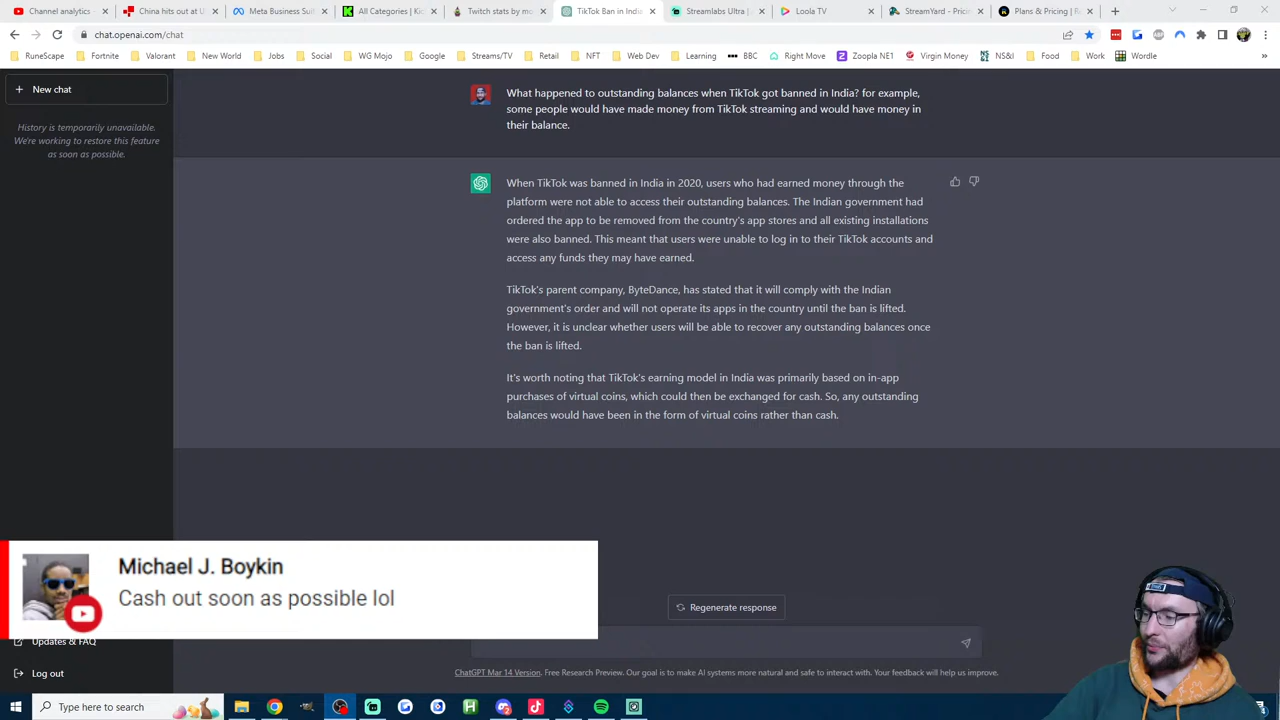 Channel analytics
China hits out at U
Meta Business Suit
All Categories | Kic
Twitch stats by mo
TikTok Ban in India
Streamlabs Ultra |
Loola TV
StreamYard - Prici
Plans & Pricing | R
chat.openai.com/chat
RuneScape
Fortnite
Valorant
New World
Jobs
Social
WG Mojo
Google
Streams/TV
Retail
NFT
Web Dev
Learning
BBC
Right Move
Zoopla NE1
Virgin Money
NS&I
Food
Work
Wordle
New chat
History is temporarily unavailable.
We're working to restore this feature
as soon as possible.
What happened to outstanding balances when TikTok got banned in India? for example,
some people would have made money from TikTok streaming and would have money in
their balance.
When TikTok was banned in India in 2020, users who had earned money through the
platform were not able to access their outstanding balances. The Indian government had
ordered the app to be removed from the country's app stores and all existing installations
were also banned. This meant that users were unable to log in to their TikTok accounts and
access any funds they may have earned.
TikTok's parent company, ByteDance, has stated that it will comply with the Indian
government's order and will not operate its apps in the country until the ban is lifted.
However, it is unclear whether users will be able to recover any outstanding balances once
the ban is lifted.
It's worth noting that TikTok's earning model in India was primarily based on in-app
purchases of virtual coins, which could then be exchanged for cash. So, any outstanding
balances would have been in the form of virtual coins rather than cash.
Michael J. Boykin
Cash out soon as possible lol
Regenerate response
Updates & FAQ
Log out
ChatGPT Mar 14 Version. Free Research Preview. Our goal is to make AI systems more natural and safe to interact with. Your feedback will help us improve.
Type here to search